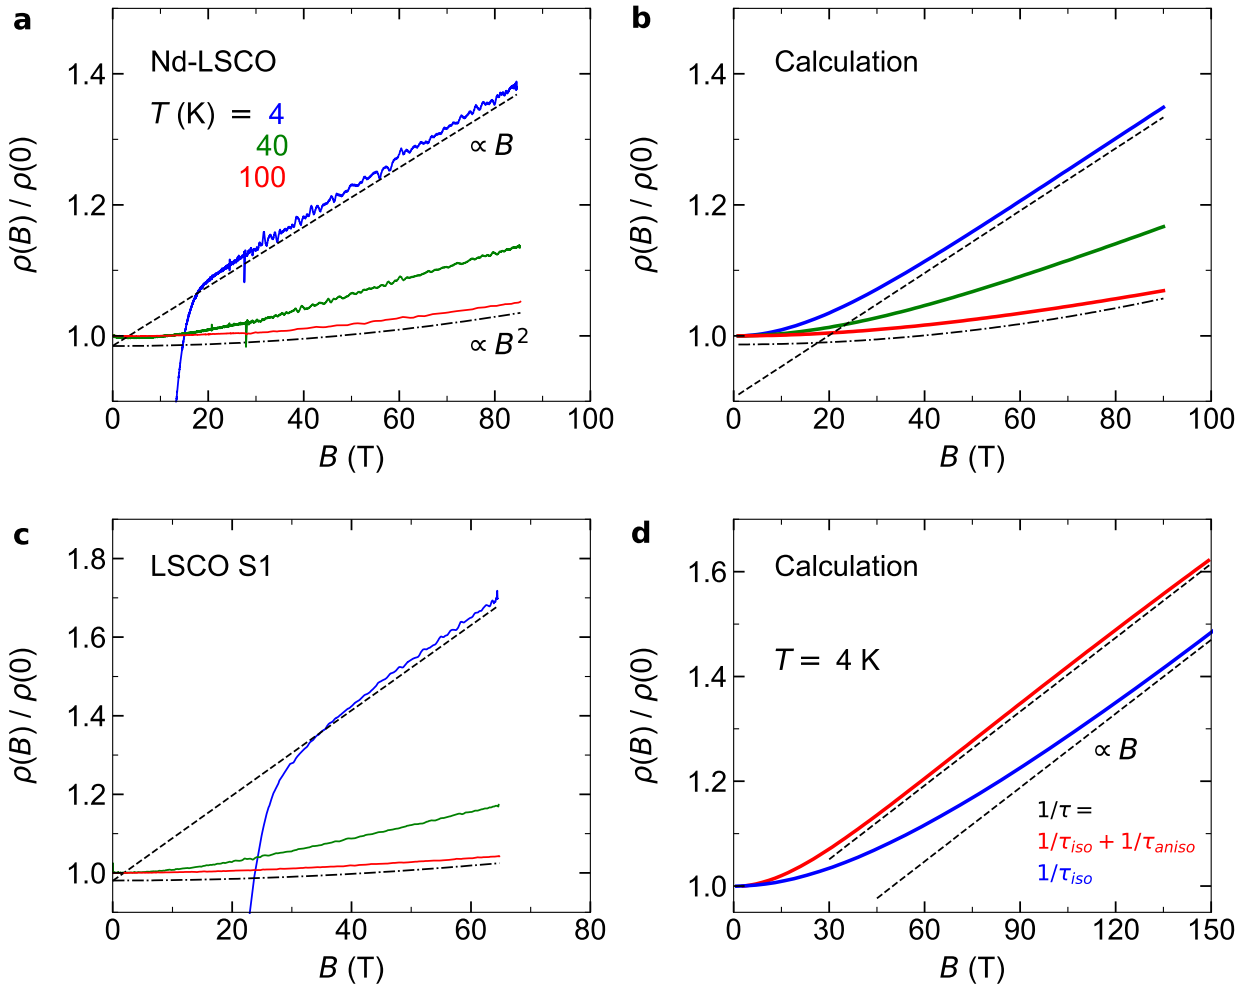 a
Nd-LSCO
T (K) = 4
40
100
∝ B
∝ B²
1.4
1.2
1.0
0 20 40 60 80 100
B (T)
ρ(B) / ρ(0)
b
Calculation
1.4
1.2
1.0
0 20 40 60 80 100
B (T)
ρ(B) / ρ(0)
c
LSCO S1
1.8
1.6
1.4
1.2
1.0
0 20 40 60 80
B (T)
ρ(B) / ρ(0)
d
Calculation
T = 4 K
∝ B
1/τ =
1/τiso + 1/τaniso
1/τiso
1.6
1.4
1.2
1.0
0 30 60 90 120 150
B (T)
ρ(B) / ρ(0)